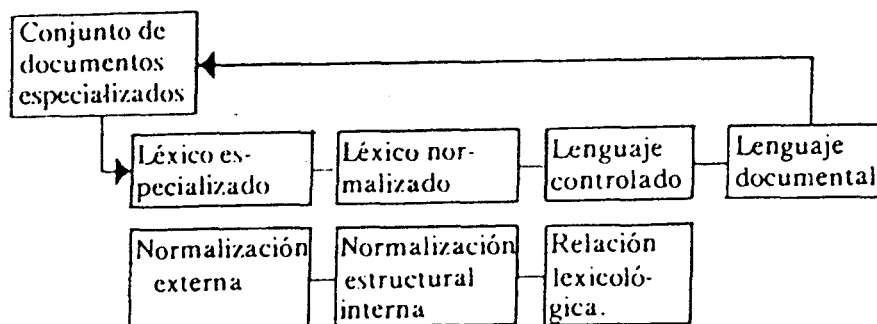 Conjunto de
documentos
especializados
Léxico es-
pecializado
Léxico nor-
malizado
Lenguaje
controlado
Lenguaje
documental
Normalización
externa
Normalización
estructural
interna
Relación
lexicoló-
gica.